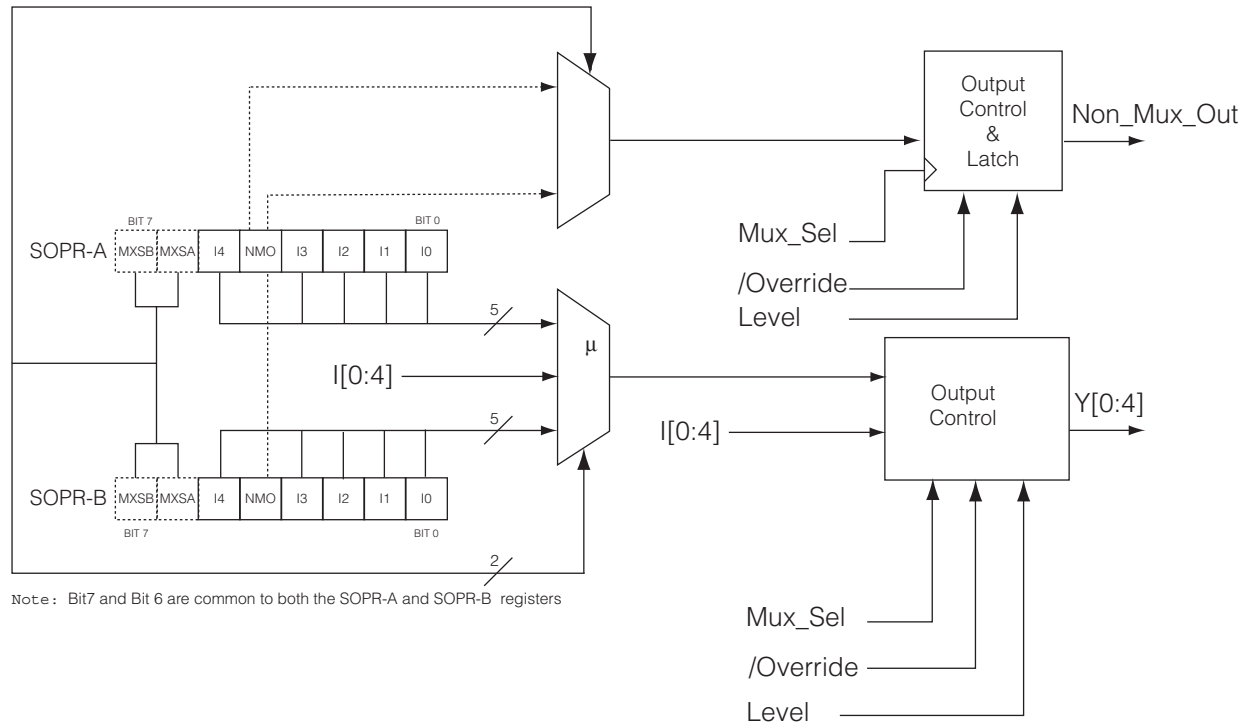 Output
Control
&
Latch
Non_Mux_Out
Mux_Sel
/Override
Level
BIT 7
BIT 0
SOPR-A
MXSB MXSA I4 NMO I3 I2 I1 I0
5
μ
I[0:4]
5
I[0:4]
Output
Control
Y[0:4]
SOPR-B
MXSB MXSA I4 NMO I3 I2 I1 I0
BIT 7
BIT 0
2
Note: Bit7 and Bit 6 are common to both the SOPR-A and SOPR-B registers
Mux_Sel
/Override
Level